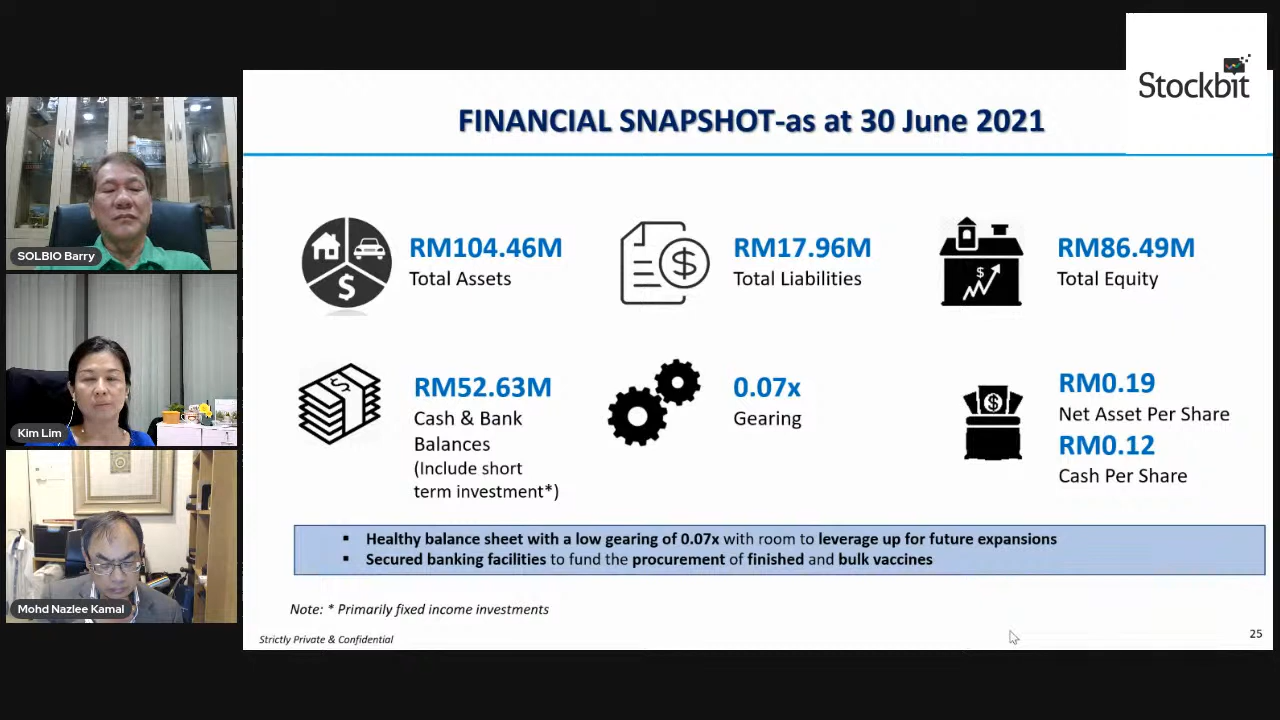 Stockbit
FINANCIAL SNAPSHOT-as at 30 June 2021
SOLBIO Barry
Kim Lim
Mohd Nazlee Kamal
RM104.46M
Total Assets
RM17.96M
Total Liabilities
RM86.49M
Total Equity
RM52.63M
Cash & Bank
Balances
(Include short
term investment*)
0.07x
Gearing
RM0.19
Net Asset Per Share
RM0.12
Cash Per Share
▪ Healthy balance sheet with a low gearing of 0.07x with room to leverage up for future expansions
▪ Secured banking facilities to fund the procurement of finished and bulk vaccines
Note: * Primarily fixed income investments
Strictly Private & Confidential
25